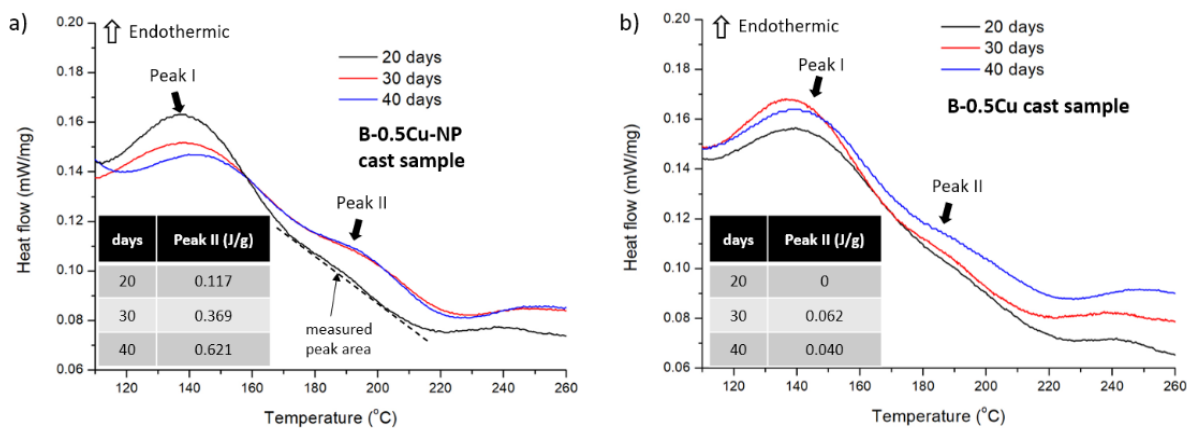 a)
Endothermic
20 days
30 days
40 days
Peak I
B-0.5Cu-NP
cast sample
Peak II
days Peak II (J/g)
20 0.117
30 0.369
40 0.621
measured
peak area
Heat flow (mW/mg)
0.20
0.18
0.16
0.14
0.12
0.10
0.08
0.06
120 140 160 180 200 220 240 260
Temperature (°C)
b)
Endothermic
20 days
30 days
40 days
Peak I
B-0.5Cu cast sample
Peak II
days Peak II (J/g)
20 0
30 0.062
40 0.040
Heat flow (mW/mg)
0.20
0.18
0.16
0.14
0.12
0.10
0.08
0.06
120 140 160 180 200 220 240 260
Temperature (°C)